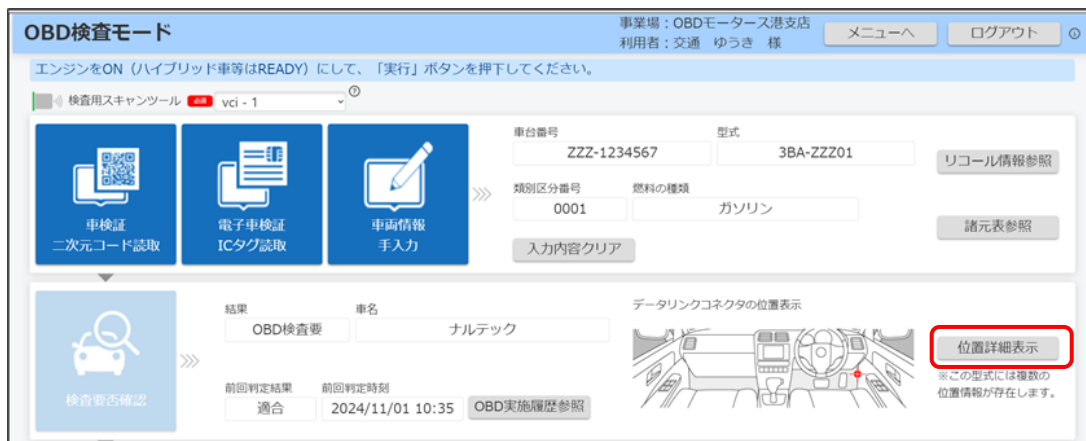 OBD検査モード
事業場：OBDモータース港支店
利用者：交通　ゆうき　様
メニューへ
ログアウト
エンジンをON（ハイブリッド車等はREADY）にして、「実行」ボタンを押下してください。
検査用スキャンツール 必須 vci - 1
車検証
二次元コード読取
電子車検証
ICタグ読取
車両情報
手入力
車台番号
ZZZ-1234567
型式
3BA-ZZZ01
リコール情報参照
類別区分番号
0001
燃料の種類
ガソリン
諸元表参照
入力内容クリア
検査要否確認
結果
OBD検査要
車名
ナルテック
前回判定結果
適合
前回判定時刻
2024/11/01 10:35
OBD実施履歴参照
データリンクコネクタの位置表示
位置詳細表示
※この型式には複数の
位置情報が存在します。